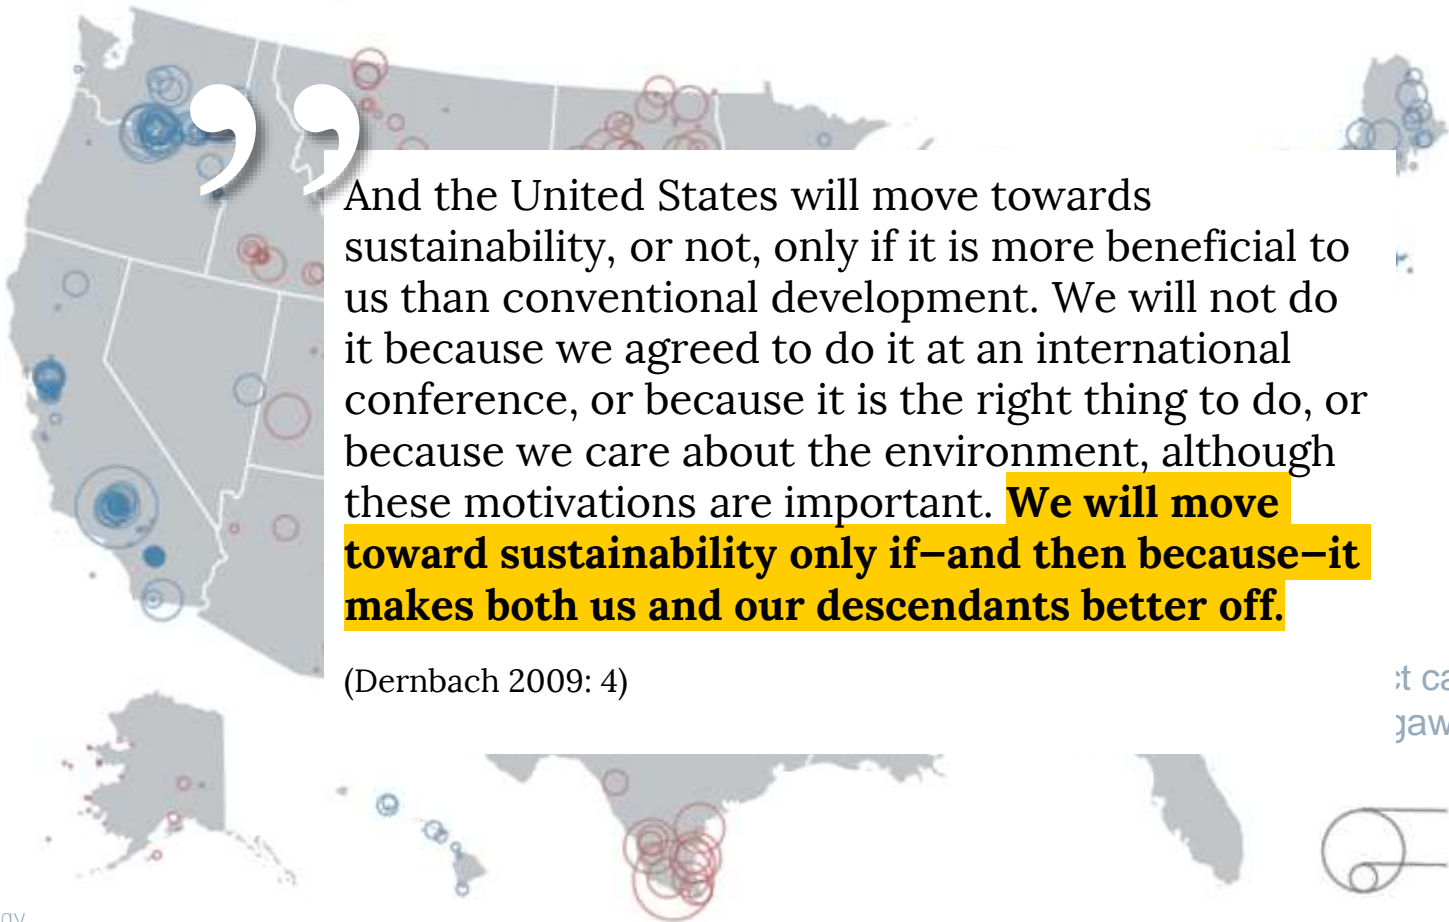 ”
And the United States will move towards
sustainability, or not, only if it is more beneficial to
us than conventional development. We will not do
it because we agreed to do it at an international
conference, or because it is the right thing to do, or
because we care about the environment, although
these motivations are important. We will move
toward sustainability only if—and then because—it
makes both us and our descendants better off.
(Dernbach 2009: 4)